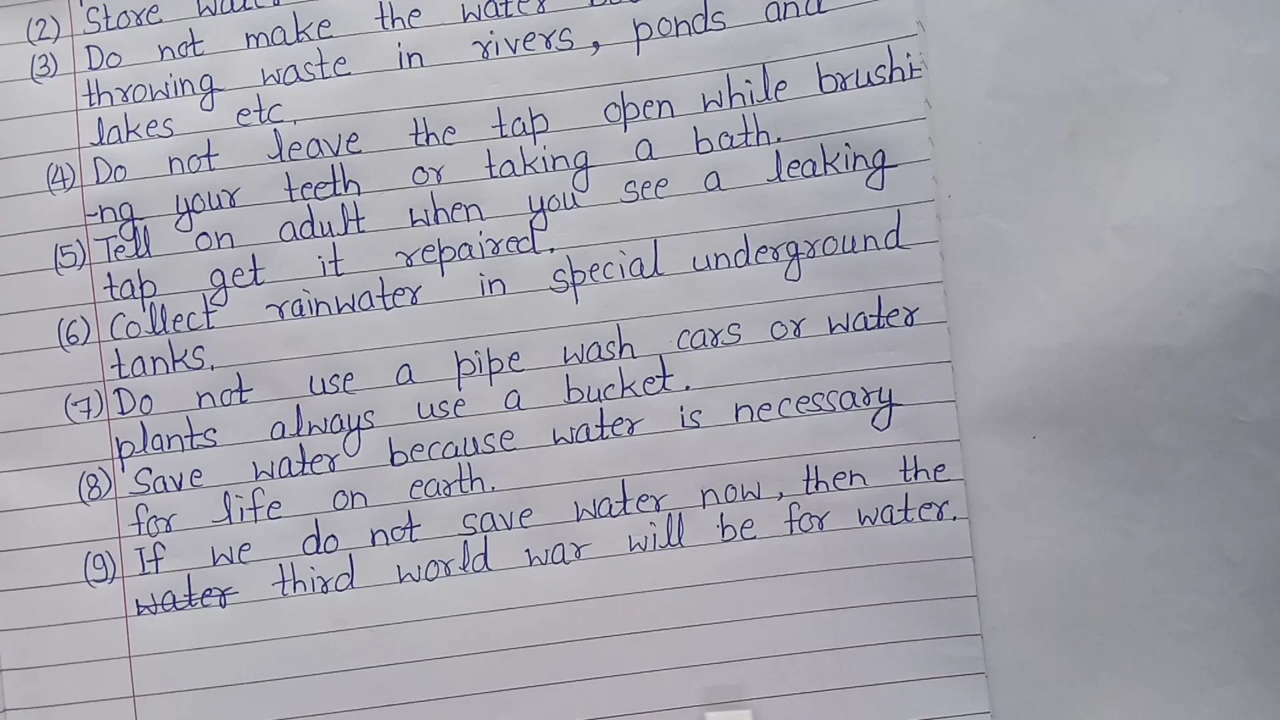 (2) Store
(3) Do not make the water
throwing waste in rivers, ponds and
lakes etc.
(4) Do not leave the tap open while brushi
-ng your teeth or taking a bath.
(5) Tell on adult when you see a leaking
tap get it repaired.
(6) Collect rainwater in special underground
tanks.
(7) Do not use a pipe wash cars or water
plants always use a bucket.
(8) Save water because water is necessary
for life on earth.
(9) If we do not save water now, then the
water third world war will be for water.